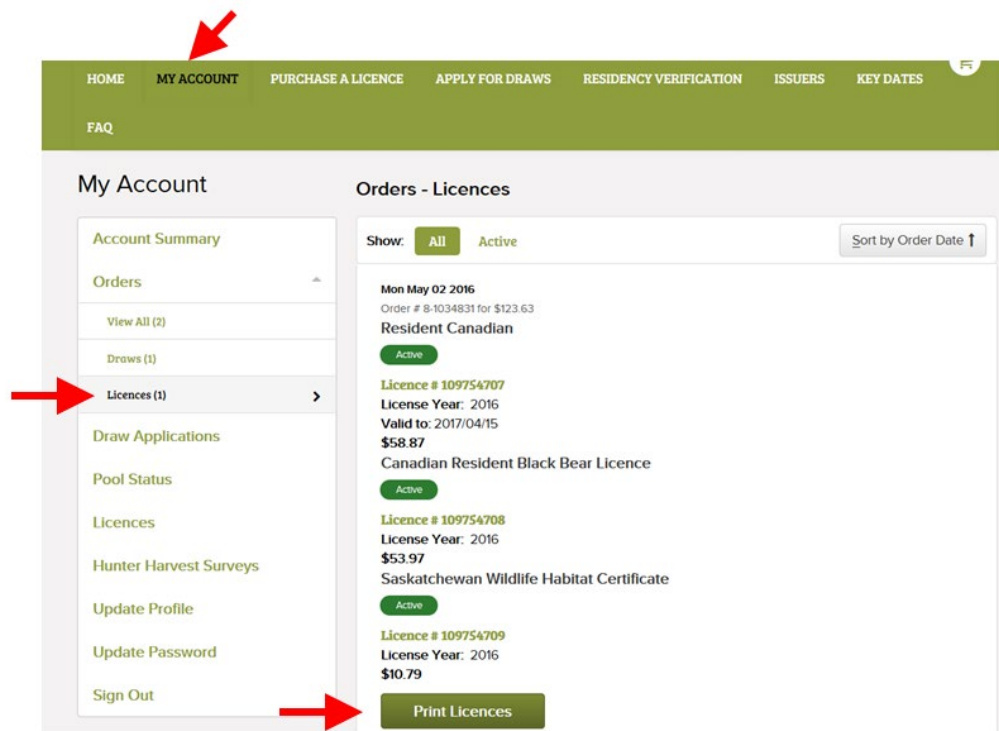 HOME MY ACCOUNT PURCHASE A LICENCE APPLY FOR DRAWS RESIDENCY VERIFICATION ISSUERS KEY DATES
FAQ
My Account
Account Summary
Orders
View All (2)
Draws (1)
Licences (1)
Draw Applications
Pool Status
Licences
Hunter Harvest Surveys
Update Profile
Update Password
Sign Out
Orders - Licences
Show: All Active
Sort by Order Date
Mon May 02 2016
Order # 8-1034831 for $123.63
Resident Canadian
Active
Licence # 109754707
License Year: 2016
Valid to: 2017/04/15
$58.87
Canadian Resident Black Bear Licence
Active
Licence # 109754708
License Year: 2016
$53.97
Saskatchewan Wildlife Habitat Certificate
Active
Licence # 109754709
License Year: 2016
$10.79
Print Licences